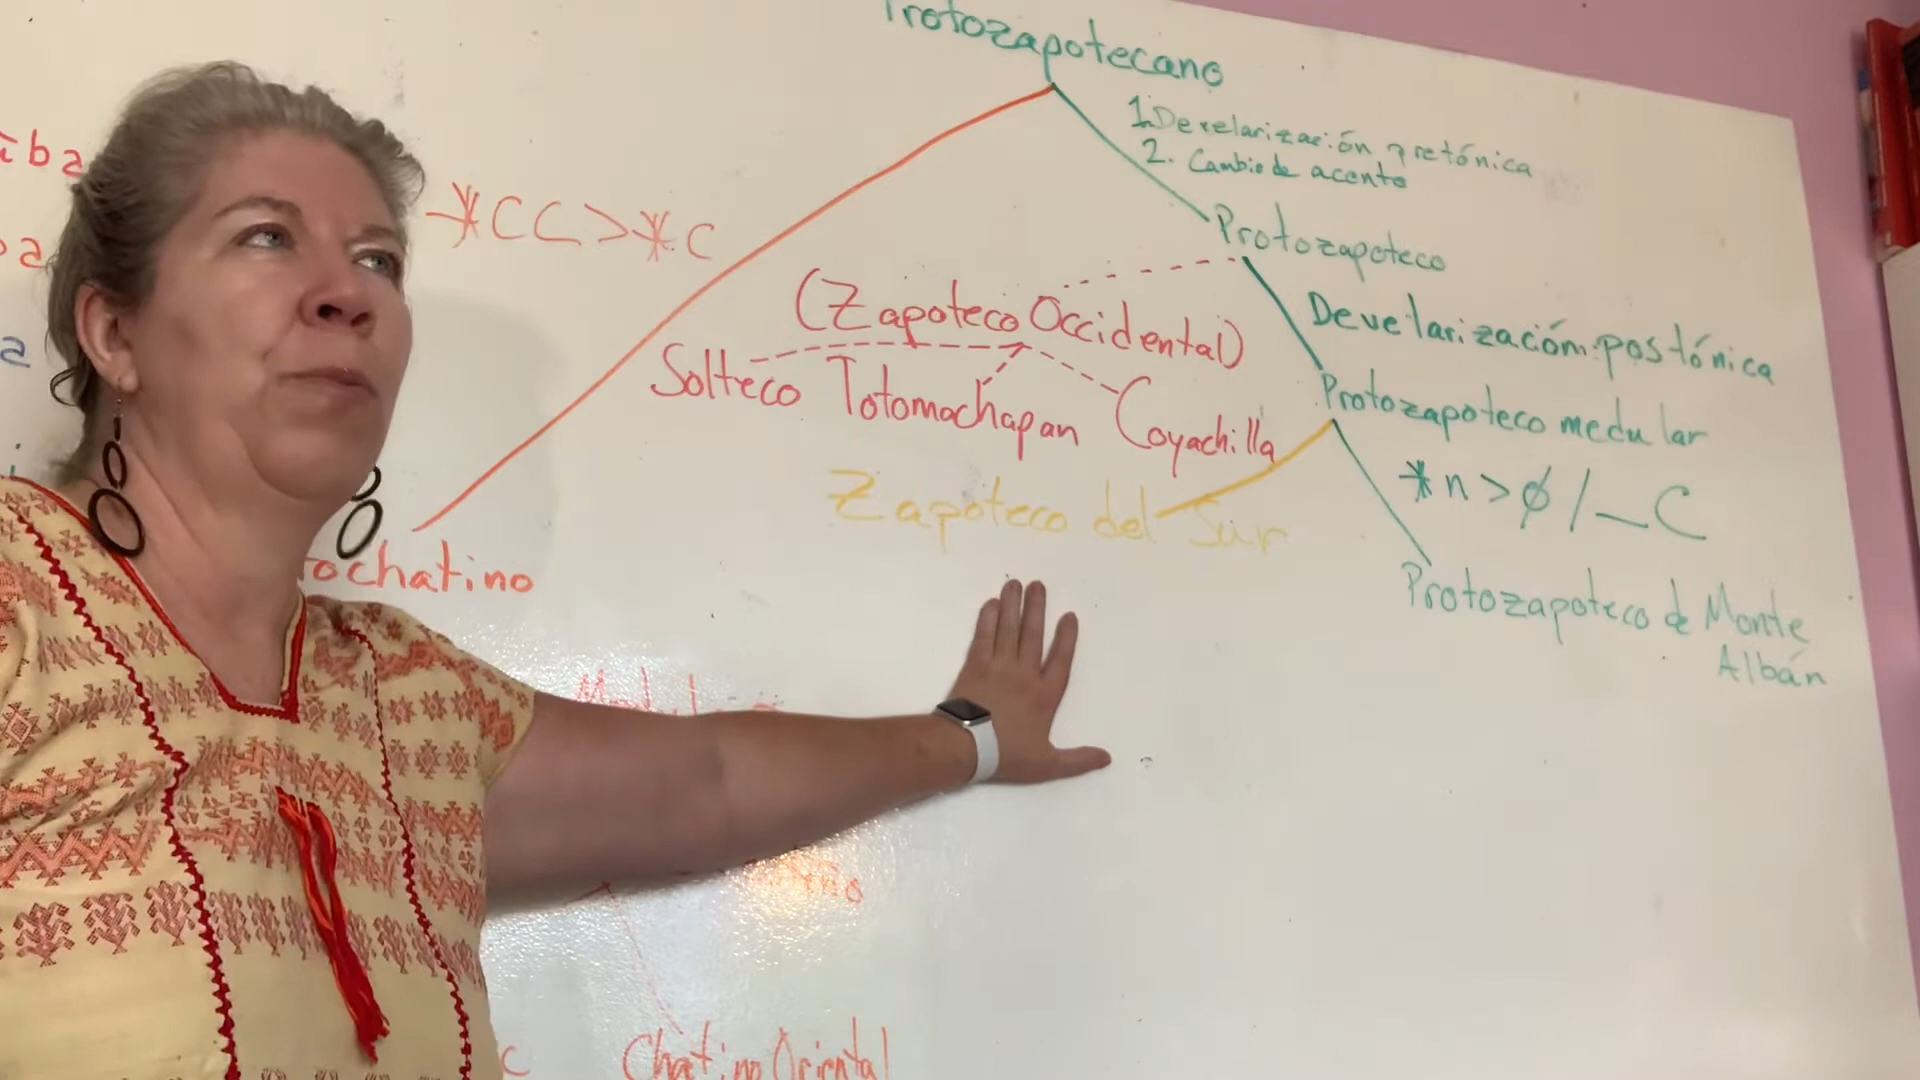 Protozapotecano
1. Develarización pretónica
2. Cambio de acento
*CC>*C
Protozapoteco
(Zapoteco Occidental)
Develarización postónica
Solteco Totomachapan Coyachilla
Protozapoteco medular
Zapoteco del Sur
*n>∅/_C
ochatino
Protozapoteco de Monte
Albán
Chatino Oriental